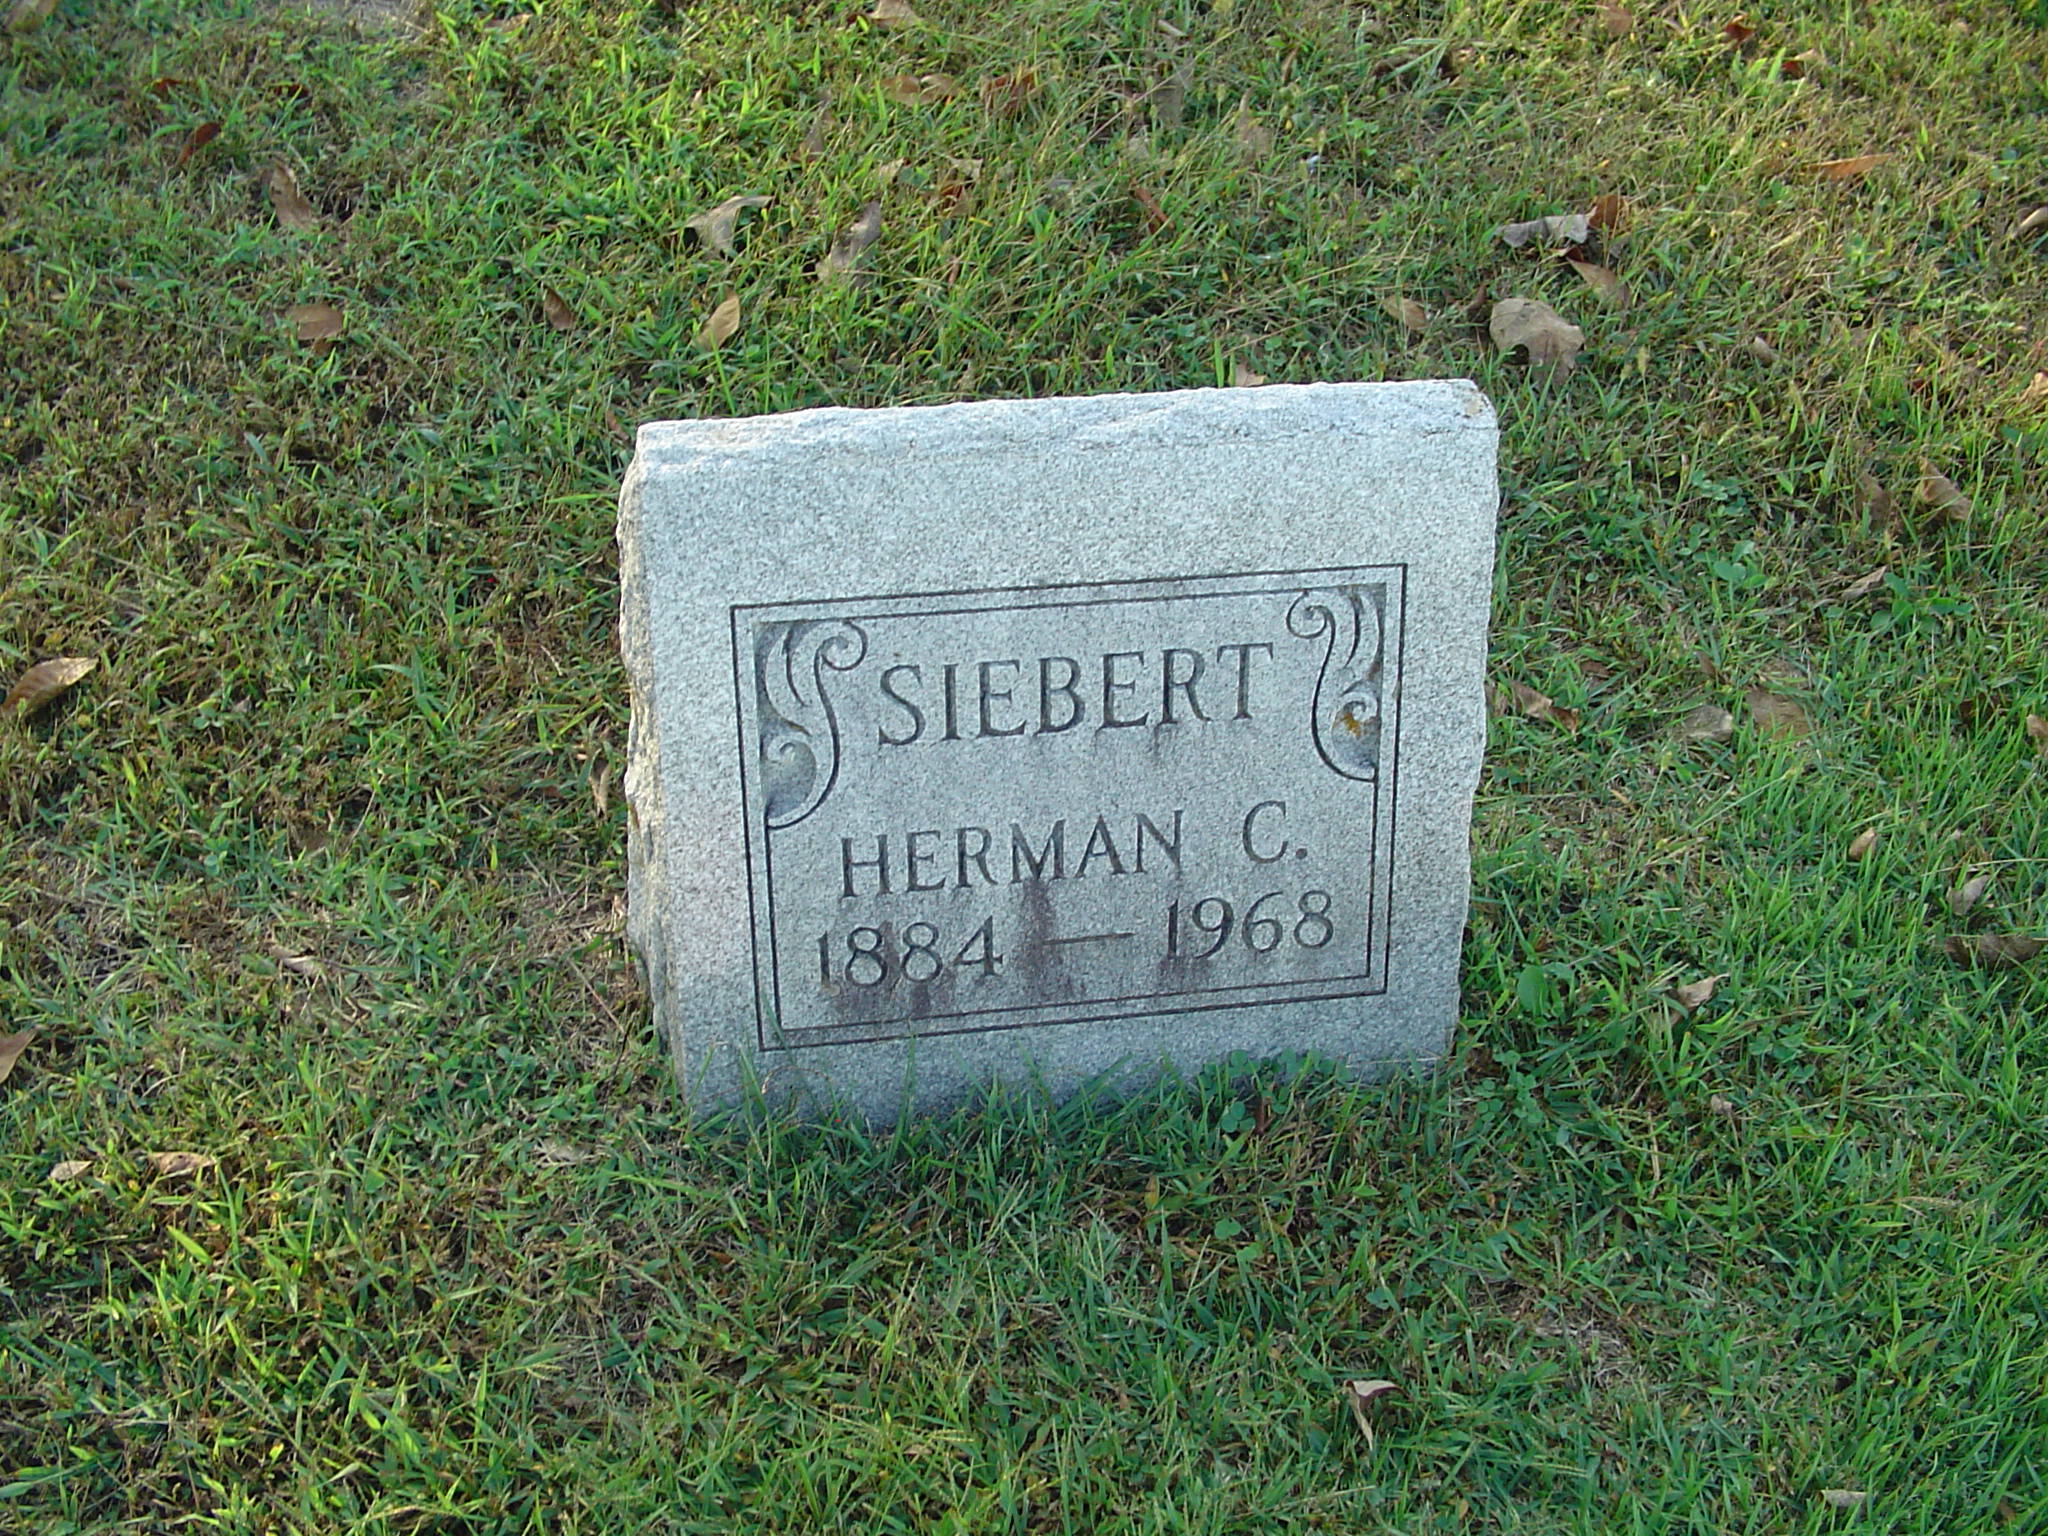 SIEBERT
HERMAN C.
1884 — 1968